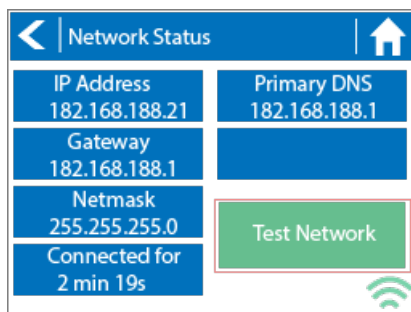 Network Status
IP Address
182.168.188.21
Primary DNS
182.168.188.1
Gateway
182.168.188.1
Netmask
255.255.255.0
Test Network
Connected for
2 min 19s